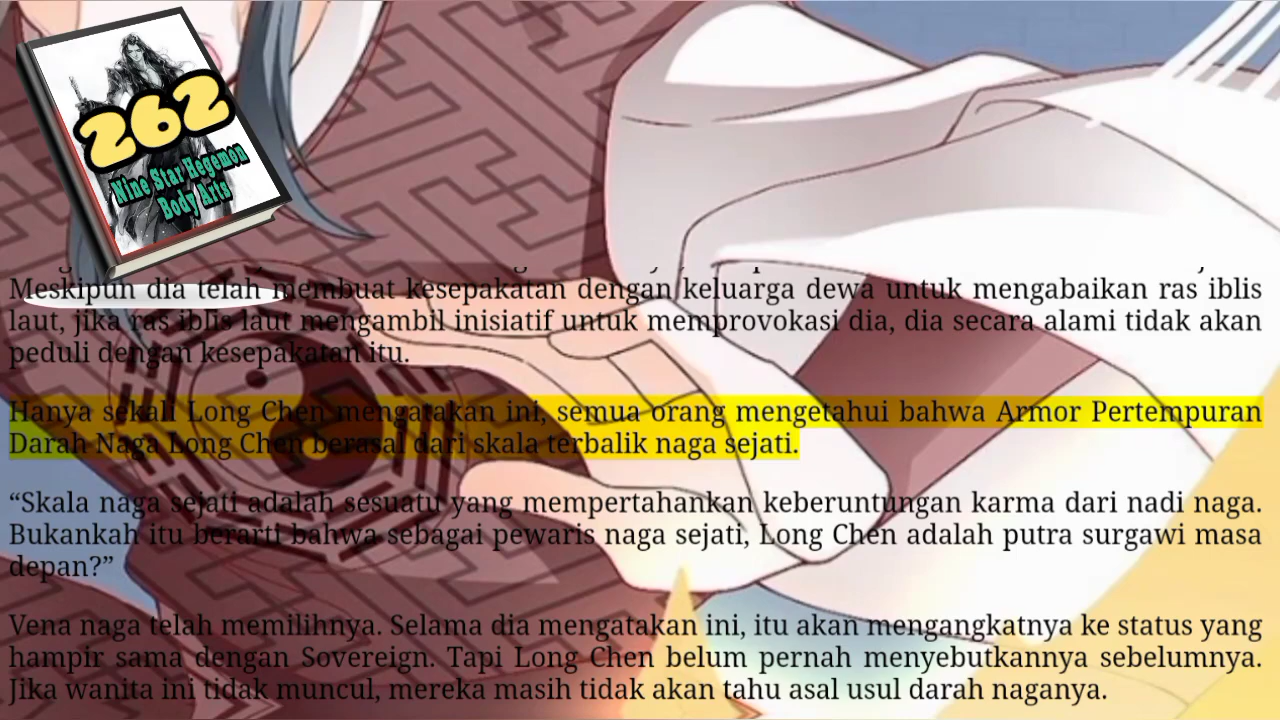 262
Nine Star Hegemon
Body Arts
Meskipun dia telah membuat kesepakatan dengan keluarga dewa untuk mengabaikan ras iblis
laut, jika ras iblis laut mengambil inisiatif untuk memprovokasi dia, dia secara alami tidak akan
peduli dengan kesepakatan itu.
Hanya sekali Long Chen mengatakan ini, semua orang mengetahui bahwa Armor Pertempuran
Darah Naga Long Chen berasal dari skala terbalik naga sejati.
“Skala naga sejati adalah sesuatu yang mempertahankan keberuntungan karma dari nadi naga.
Bukankah itu berarti bahwa sebagai pewaris naga sejati, Long Chen adalah putra surgawi masa
depan?”
Vena naga telah memilihnya. Selama dia mengatakan ini, itu akan mengangkatnya ke status yang
hampir sama dengan Sovereign. Tapi Long Chen belum pernah menyebutkannya sebelumnya.
Jika wanita ini tidak muncul, mereka masih tidak akan tahu asal usul darah naganya.